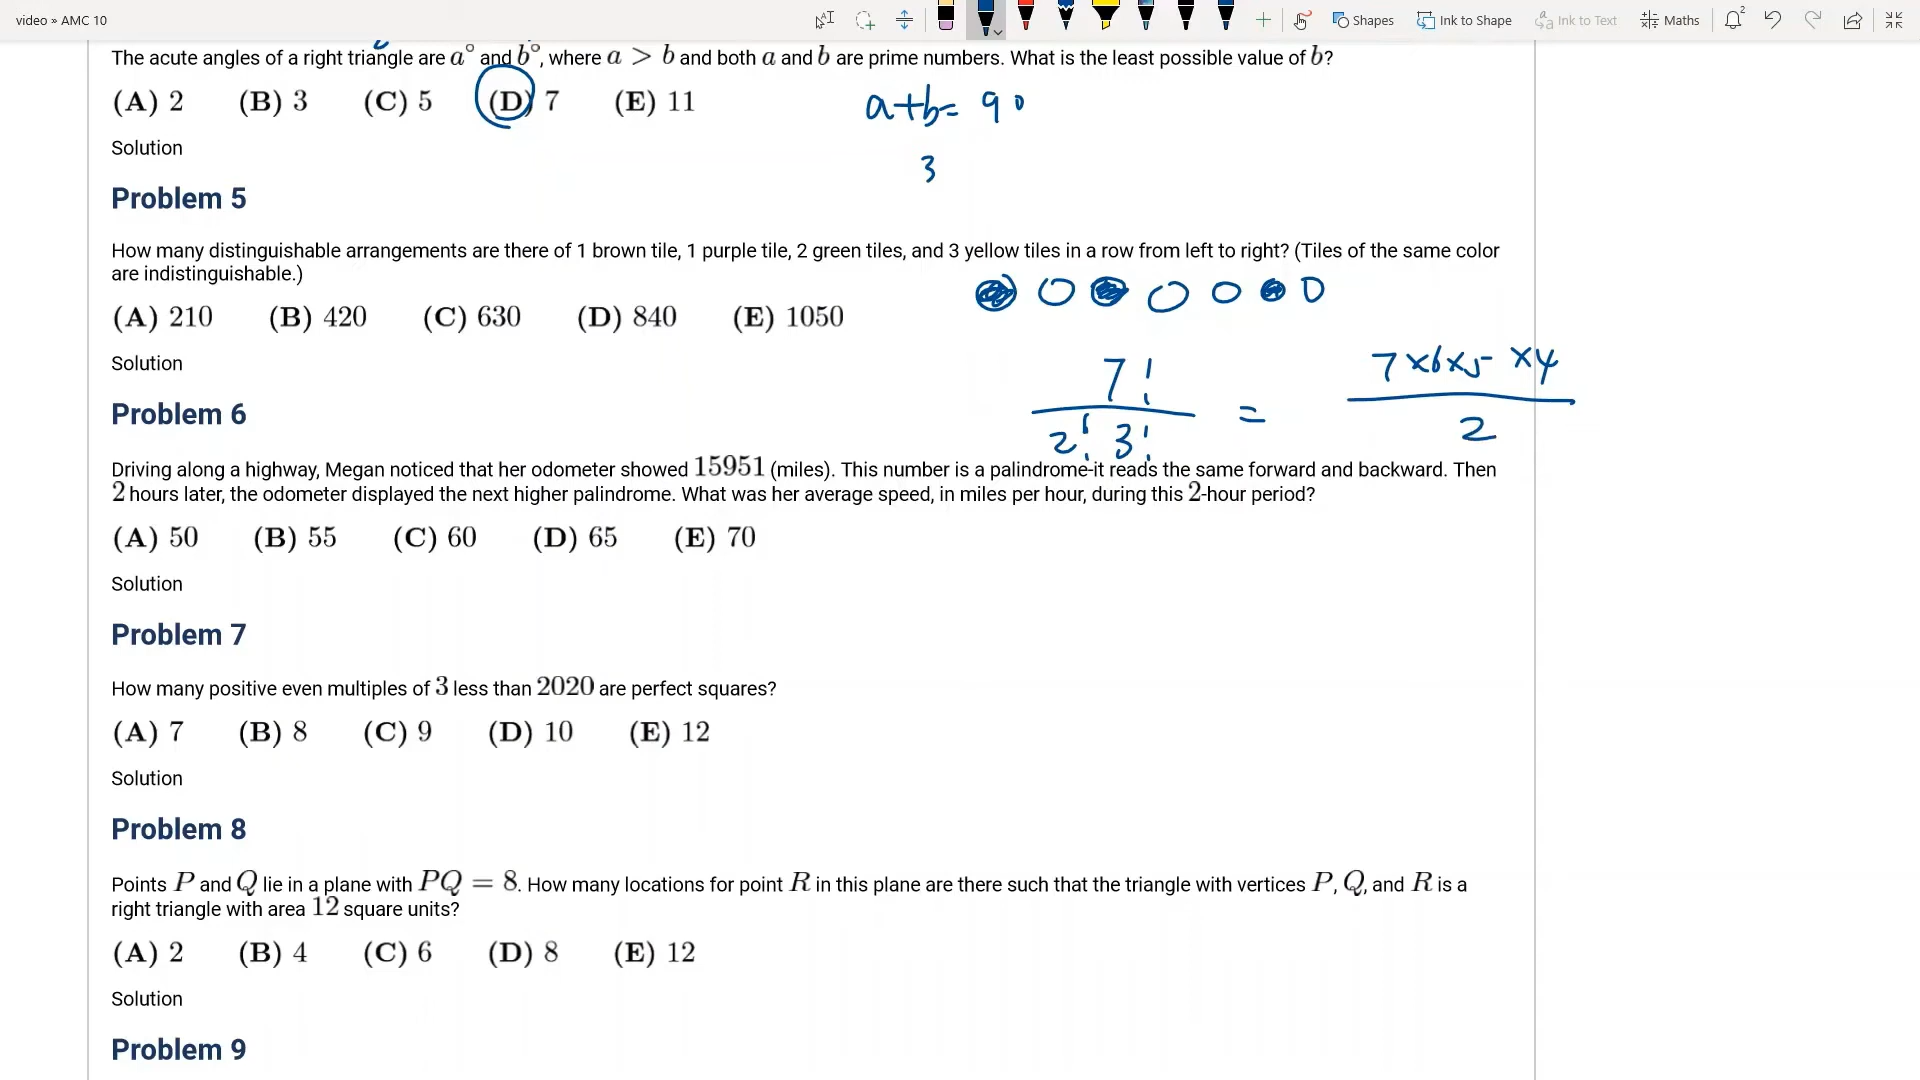 video » AMC 10
Shapes Ink to Shape Ink to Text Maths 2
The acute angles of a right triangle are a° and b°, where a > b and both a and b are prime numbers. What is the least possible value of b?
(A) 2 (B) 3 (C) 5 (D) 7 (E) 11
a+b= 90
Solution
3
Problem 5
How many distinguishable arrangements are there of 1 brown tile, 1 purple tile, 2 green tiles, and 3 yellow tiles in a row from left to right? (Tiles of the same color
are indistinguishable.)
(A) 210 (B) 420 (C) 630 (D) 840 (E) 1050
Solution
7! / 2! 3! = 7×6×5×4 / 2
Problem 6
Driving along a highway, Megan noticed that her odometer showed 15951 (miles). This number is a palindrome-it reads the same forward and backward. Then
2 hours later, the odometer displayed the next higher palindrome. What was her average speed, in miles per hour, during this 2-hour period?
(A) 50 (B) 55 (C) 60 (D) 65 (E) 70
Solution
Problem 7
How many positive even multiples of 3 less than 2020 are perfect squares?
(A) 7 (B) 8 (C) 9 (D) 10 (E) 12
Solution
Problem 8
Points P and Q lie in a plane with PQ = 8. How many locations for point R in this plane are there such that the triangle with vertices P, Q, and R is a
right triangle with area 12 square units?
(A) 2 (B) 4 (C) 6 (D) 8 (E) 12
Solution
Problem 9